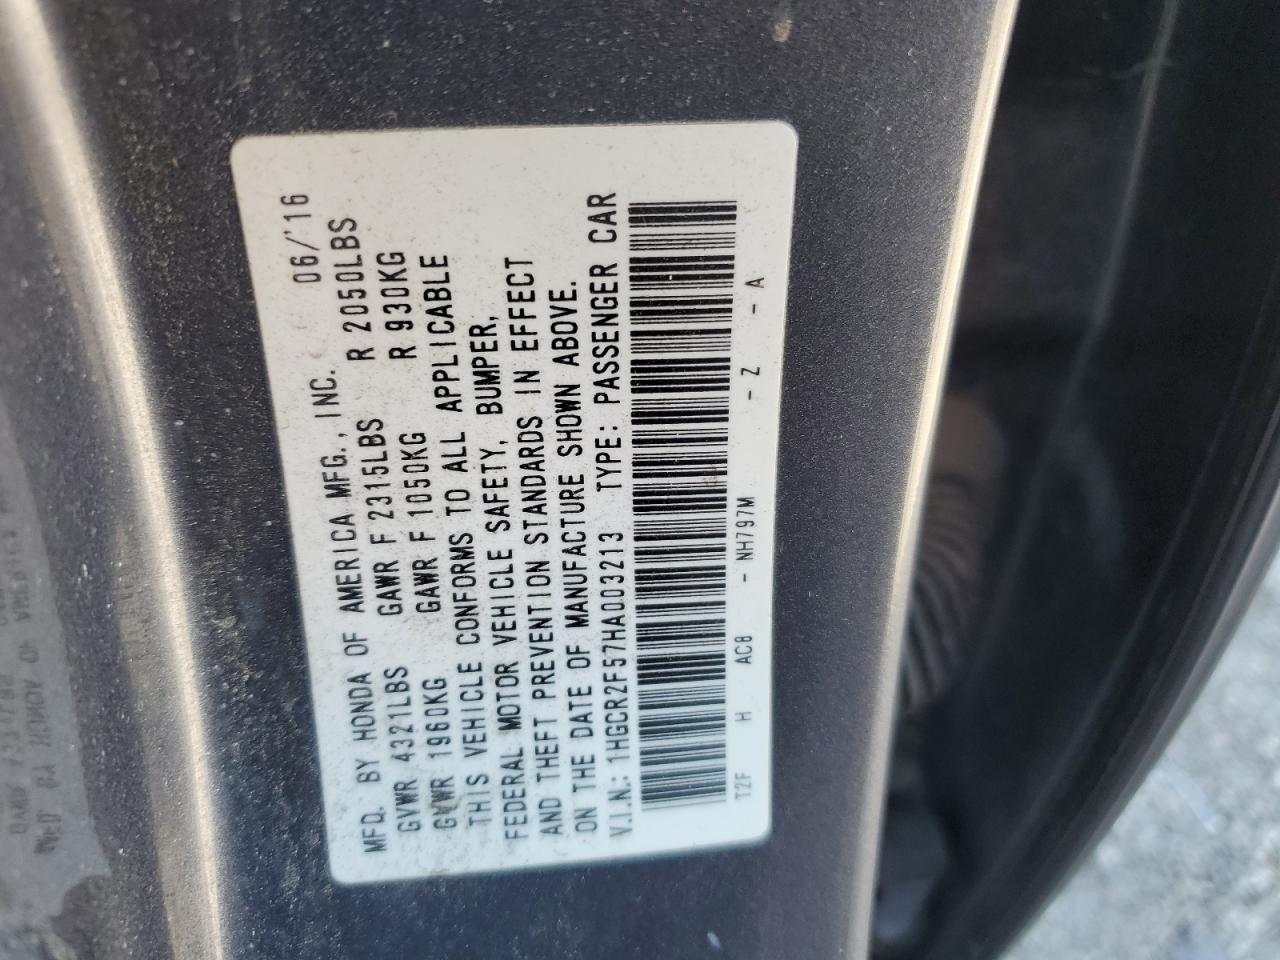 MFD. BY HONDA OF AMERICA MFG., INC. 06/'16
GVWR 4321LBS GAWR F 2315LBS R 2050LBS
GVWR 1960KG GAWR F 1050KG R 930KG
THIS VEHICLE CONFORMS TO ALL APPLICABLE
FEDERAL MOTOR VEHICLE SAFETY, BUMPER,
AND THEFT PREVENTION STANDARDS IN EFFECT
ON THE DATE OF MANUFACTURE SHOWN ABOVE.
V.I.N.: 1HGCR2F57HA003213 TYPE: PASSENGER CAR
T2F H AC8 - NH797M - Z - A